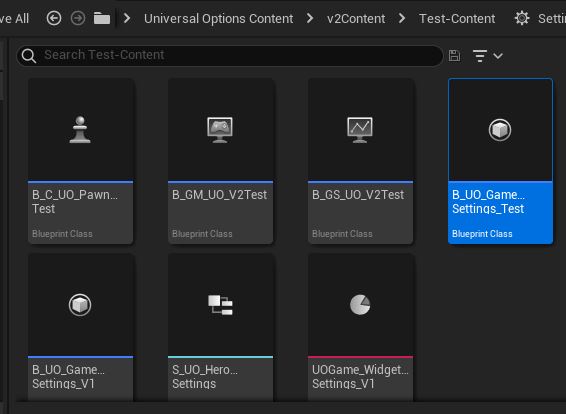 ve All
Universal Options Content
v2Content
Test-Content
Settin
Search Test-Content
B_C_UO_Pawn...
Test
Blueprint Class
B_GM_UO_V2Test
Blueprint Class
B_GS_UO_V2Test
Blueprint Class
B_UO_Game...
Settings_Test
Blueprint Class
B_UO_Game...
Settings_V1
S_UO_Hero...
Settings
UOGame_Widget...
Settings_V1